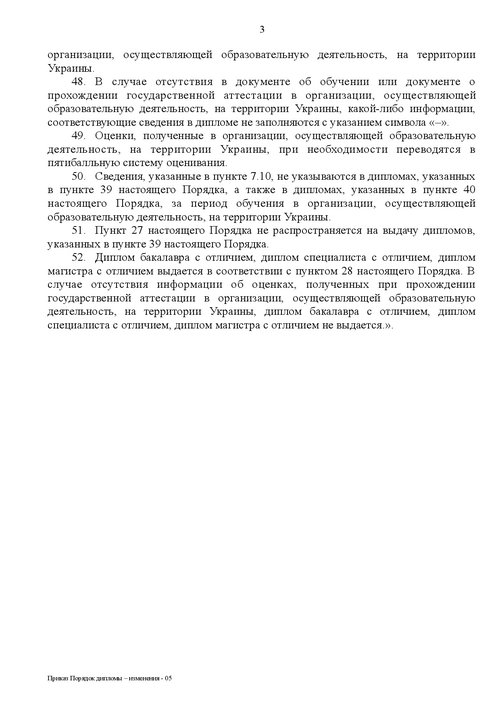 3
организации, осуществляющей образовательную деятельность, на территории
Украины.
48. В случае отсутствия в документе об обучении или документе о
прохождении государственной аттестации в организации, осуществляющей
образовательную деятельность, на территории Украины, какой-либо информации,
соответствующие сведения в дипломе не заполняются с указанием символа «–».
49. Оценки, полученные в организации, осуществляющей образовательную
деятельность, на территории Украины, при необходимости переводятся в
пятибалльную систему оценивания.
50. Сведения, указанные в пункте 7.10, не указываются в дипломах, указанных
в пункте 39 настоящего Порядка, а также в дипломах, указанных в пункте 40
настоящего Порядка, за период обучения в организации, осуществляющей
образовательную деятельность, на территории Украины.
51. Пункт 27 настоящего Порядка не распространяется на выдачу дипломов,
указанных в пункте 39 настоящего Порядка.
52. Диплом бакалавра с отличием, диплом специалиста с отличием, диплом
магистра с отличием выдается в соответствии с пунктом 28 настоящего Порядка. В
случае отсутствия информации об оценках, полученных при прохождении
государственной аттестации в организации, осуществляющей образовательную
деятельность, на территории Украины, диплом бакалавра с отличием, диплом
специалиста с отличием, диплом магистра с отличием не выдается.».
Приказ Порядок дипломы – изменения - 05